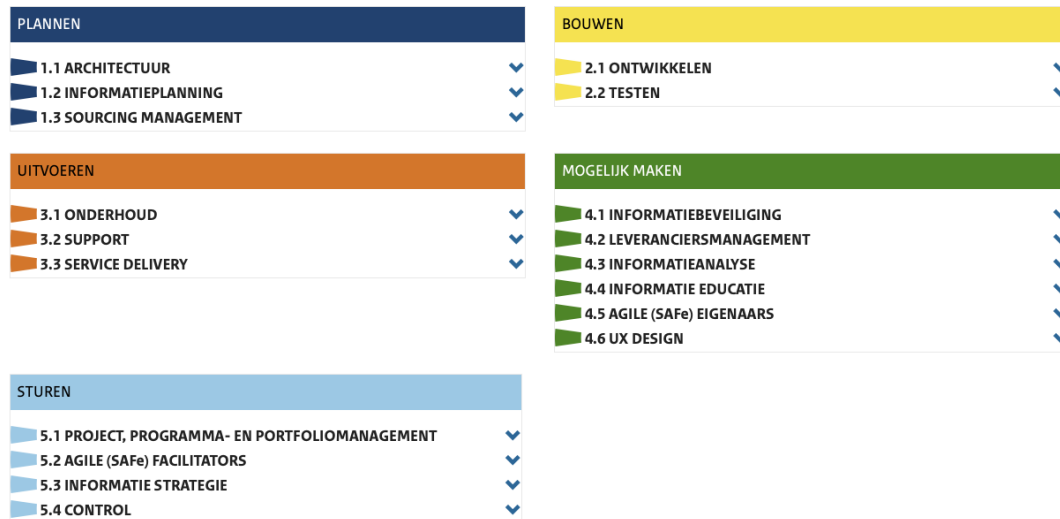 PLANNEN
1.1 ARCHITECTUUR
1.2 INFORMATIEPLANNING
1.3 SOURCING MANAGEMENT
BOUWEN
2.1 ONTWIKKELEN
2.2 TESTEN
UITVOEREN
3.1 ONDERHOUD
3.2 SUPPORT
3.3 SERVICE DELIVERY
MOGELIJK MAKEN
4.1 INFORMATIEBEVEILIGING
4.2 LEVERANCIERSMANAGEMENT
4.3 INFORMATIEANALYSE
4.4 INFORMATIE EDUCATIE
4.5 AGILE (SAFe) EIGENAARS
4.6 UX DESIGN
STUREN
5.1 PROJECT, PROGRAMMA- EN PORTFOLIOMANAGEMENT
5.2 AGILE (SAFe) FACILITATORS
5.3 INFORMATIE STRATEGIE
5.4 CONTROL